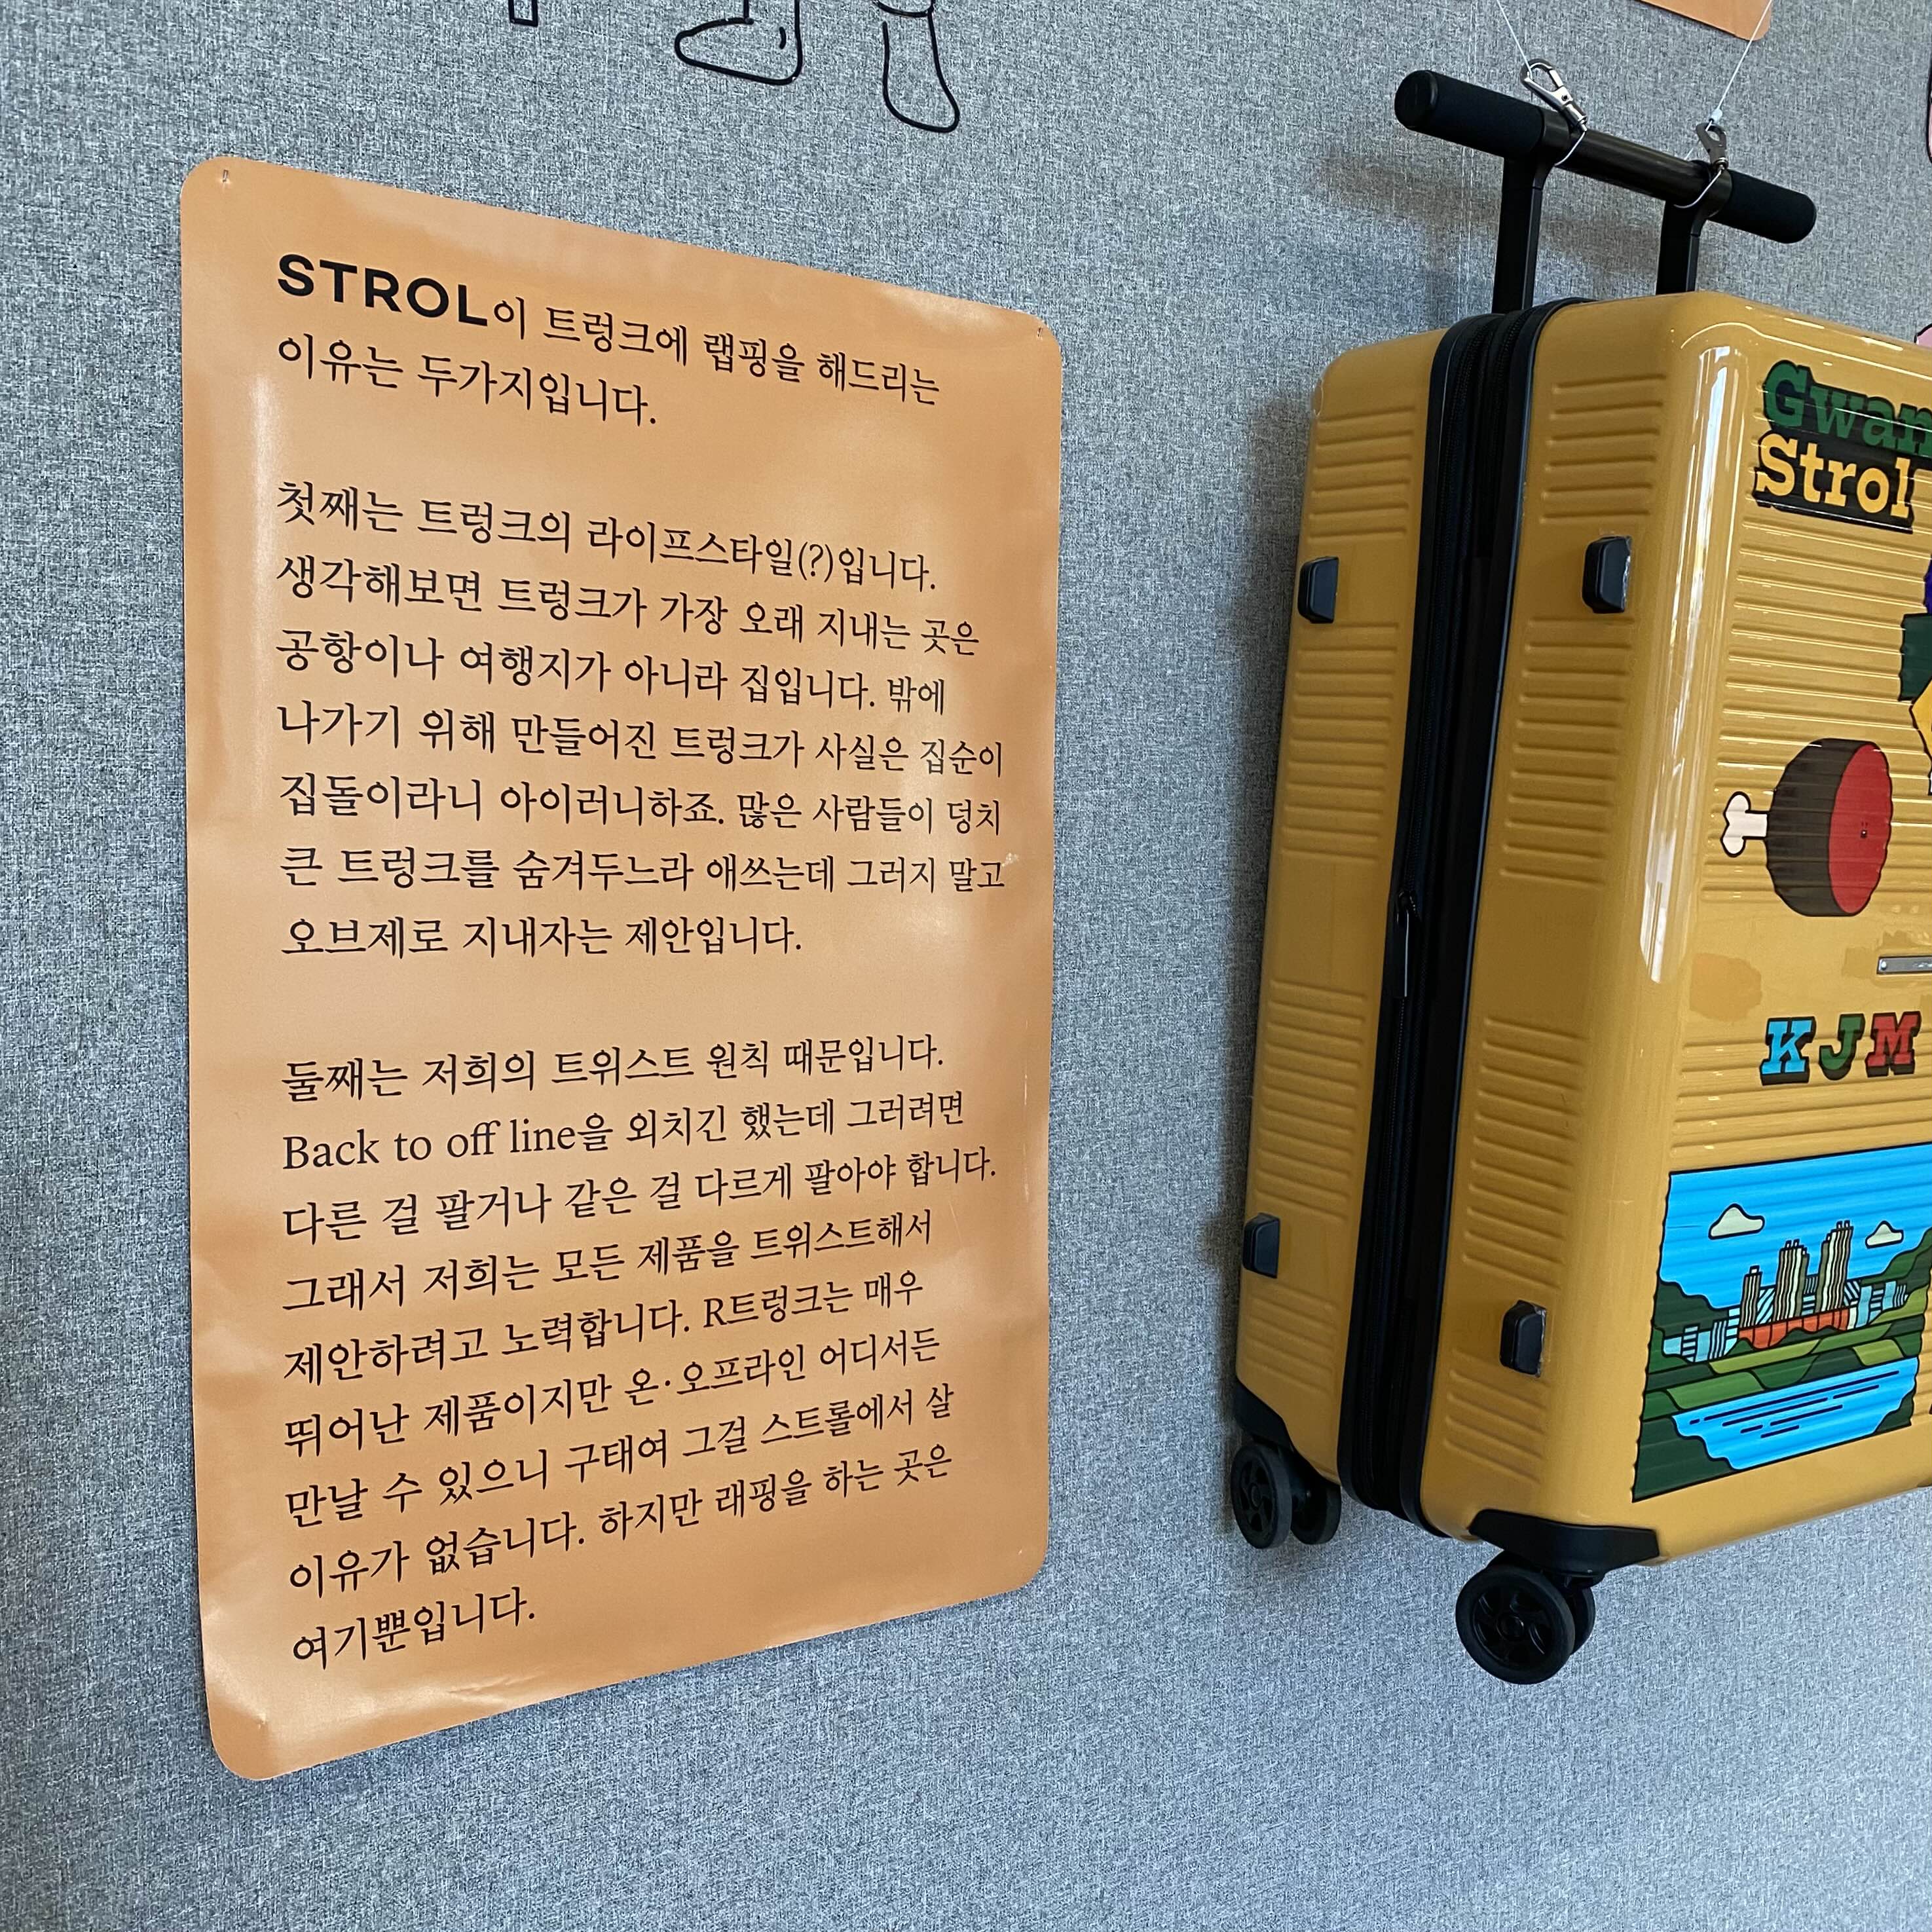 STROL이 트렁크에 랩핑을 해드리는
이유는 두가지입니다.
첫째는 트렁크의 라이프스타일(?)입니다.
생각해보면 트렁크가 가장 오래 지내는 곳은
공항이나 여행지가 아니라 집입니다. 밖에
나가기 위해 만들어진 트렁크가 사실은 집순이
집돌이라니 아이러니하죠. 많은 사람들이 덩치
큰 트렁크를 숨겨두느라 애쓰는데 그러지 말고
오브제로 지내자는 제안입니다.
둘째는 저희의 트위스트 원칙 때문입니다.
Back to off line을 외치긴 했는데 그러려면
다른 걸 팔거나 같은 걸 다르게 팔아야 합니다.
그래서 저희는 모든 제품을 트위스트해서
제안하려고 노력합니다. R트렁크는 매우
뛰어난 제품이지만 온·오프라인 어디서든
만날 수 있으니 구태여 그걸 스트롤에서 살
이유가 없습니다. 하지만 래핑을 하는 곳은
여기뿐입니다.
Strol
KJM